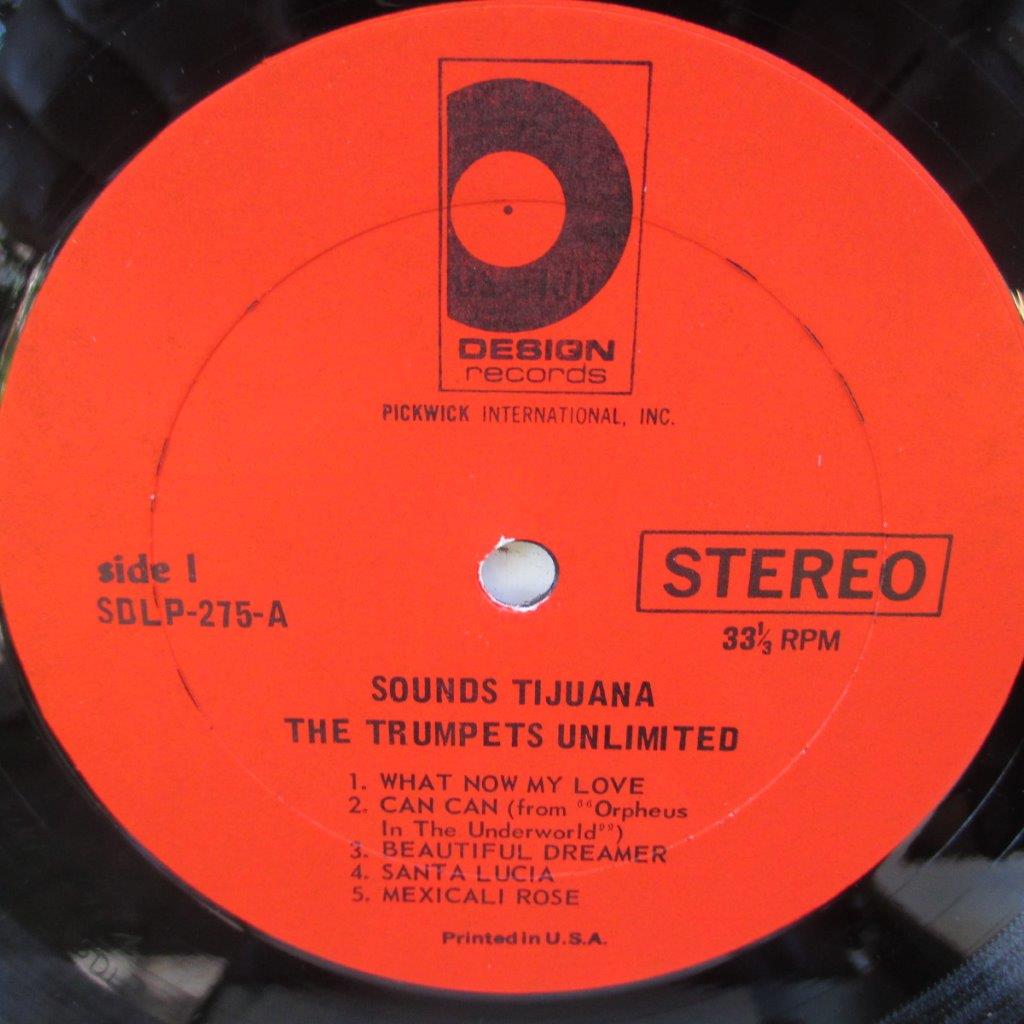 DESIGN
records
PICKWICK INTERNATIONAL, INC.
side 1
SDLP-275-A
STEREO
33⅓ RPM
SOUNDS TIJUANA
THE TRUMPETS UNLIMITED
1. WHAT NOW MY LOVE
2. CAN CAN (from "Orpheus
In The Underworld")
3. BEAUTIFUL DREAMER
4. SANTA LUCIA
5. MEXICALI ROSE
Printed in U.S.A.